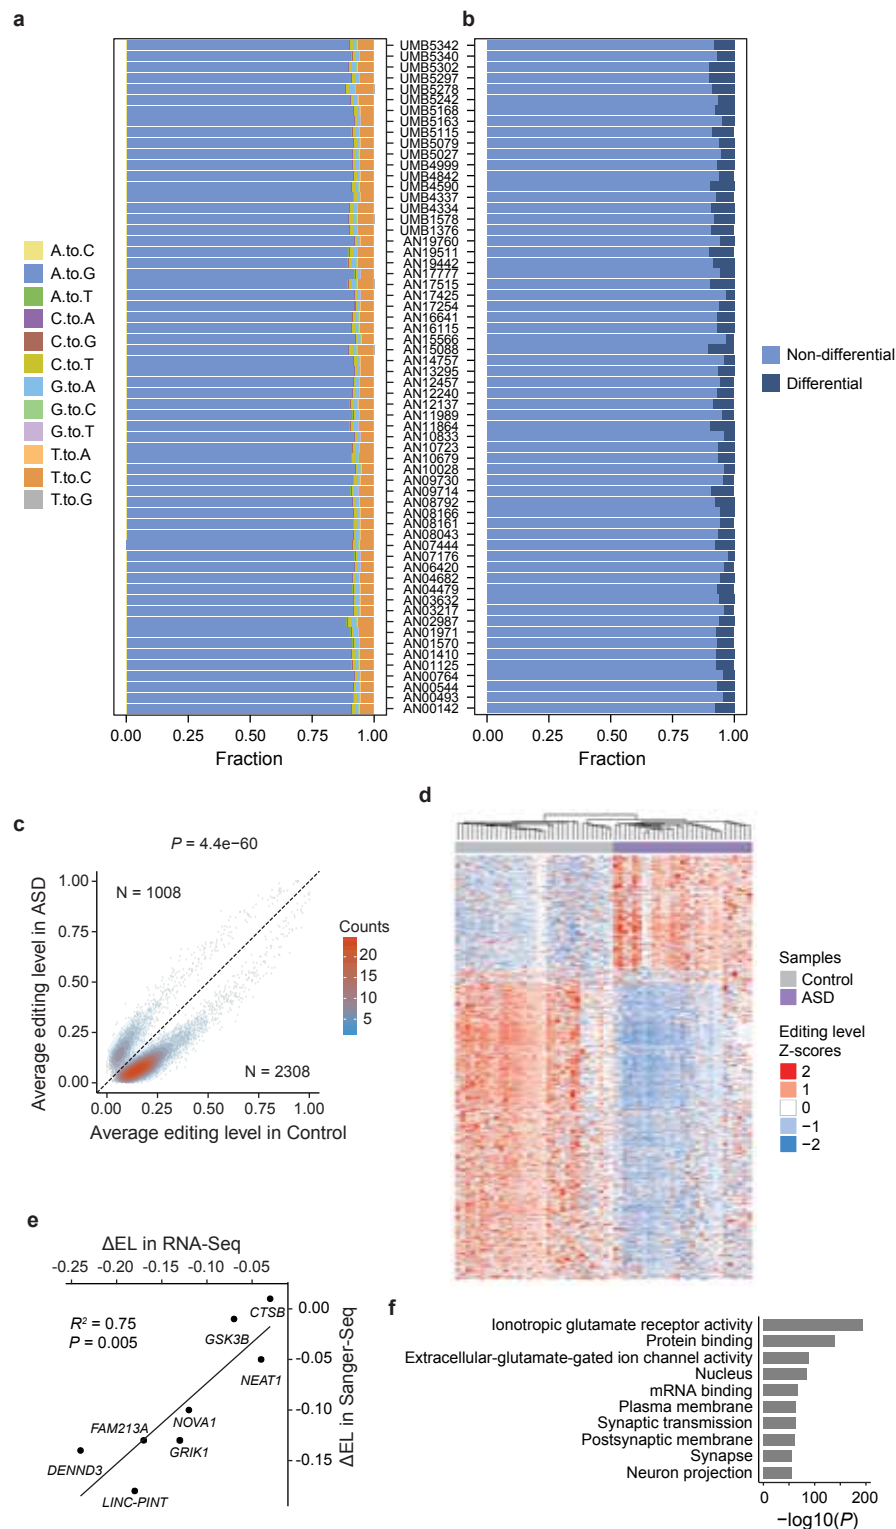 a
b
UMB5342
UMB5340
UMB5302
UMB5297
UMB5278
UMB5242
UMB5168
UMB5163
UMB5115
UMB5079
UMB5027
UMB4999
UMB4842
UMB4590
UMB4337
UMB4334
UMB1578
UMB1376
AN19760
AN19511
AN19442
AN17777
AN17515
AN17425
AN17254
AN16641
AN16115
AN15566
AN15088
AN14757
AN13295
AN12457
AN12240
AN12137
AN11989
AN11864
AN10833
AN10723
AN10679
AN10028
AN09730
AN09714
AN08792
AN08166
AN08161
AN08043
AN07444
AN07176
AN06420
AN04682
AN04479
AN03632
AN03217
AN02987
AN01971
AN01570
AN01410
AN01125
AN00764
AN00544
AN00493
AN00142
A.to.C
A.to.G
A.to.T
C.to.A
C.to.G
C.to.T
G.to.A
G.to.C
G.to.T
T.to.A
T.to.C
T.to.G
Non-differential
Differential
0.00 0.25 0.50 0.75 1.00
Fraction
0.00 0.25 0.50 0.75 1.00
Fraction
c
P = 4.4e−60
N = 1008
N = 2308
1.00
0.75
0.50
0.25
0.00
0.00 0.25 0.50 0.75 1.00
Average editing level in ASD
Average editing level in Control
Counts
20
15
10
5
d
Samples
Control
ASD
Editing level
Z-scores
2
1
0
−1
−2
e
ΔEL in RNA-Seq
-0.25 -0.20 -0.15 -0.10 -0.05
R² = 0.75
P = 0.005
CTSB
GSK3B
NEAT1
NOVA1
FAM213A
GRIK1
DENND3
LINC-PINT
0.00
-0.05
-0.10
-0.15
ΔEL in Sanger-Seq
f
Ionotropic glutamate receptor activity
Protein binding
Extracellular-glutamate-gated ion channel activity
Nucleus
mRNA binding
Plasma membrane
Synaptic transmission
Postsynaptic membrane
Synapse
Neuron projection
0 100 200
−log10(P)